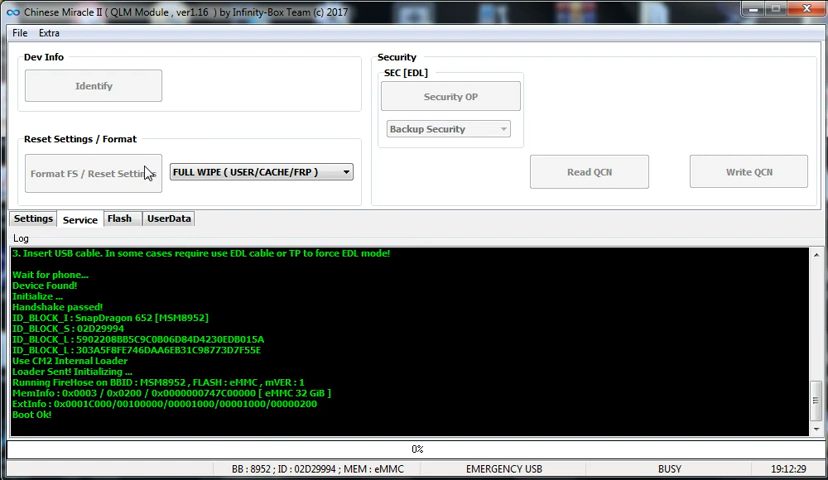 Chinese Miracle II ( QLM Module , ver1.16 ) by Infinity-Box Team (c) 2017
File Extra
Dev Info
Identify
Reset Settings / Format
Format FS / Reset Settings
FULL WIPE ( USER/CACHE/FRP )
Security
SEC [EDL]
Security OP
Backup Security
Read QCN
Write QCN
Settings Service Flash UserData
Log
3. Insert USB cable. In some cases require use EDL cable or TP to force EDL mode!
Wait for phone...
Device Found!
Initialize ...
Handshake passed!
ID_BLOCK_I : SnapDragon 652 [MSM8952]
ID_BLOCK_S : 02D29994
ID_BLOCK_L : 5902208BB5C9C0B06D84D4230EDB015A
ID_BLOCK_L : 303A5F8FE746DAA6EB31C98773D7F55E
Use CM2 Internal Loader
Loader Sent! Initializing ...
Running FireHose on BBID : MSM8952 , FLASH : eMMC , mVER : 1
MemInfo : 0x0003 / 0x0200 / 0x0000000747C00000 [ eMMC 32 GiB ]
ExtInfo : 0x0001C000/00100000/00001000/00001000/00000200
Boot Ok!
0%
BB : 8952 ; ID : 02D29994 ; MEM : eMMC EMERGENCY USB BUSY 19:12:29